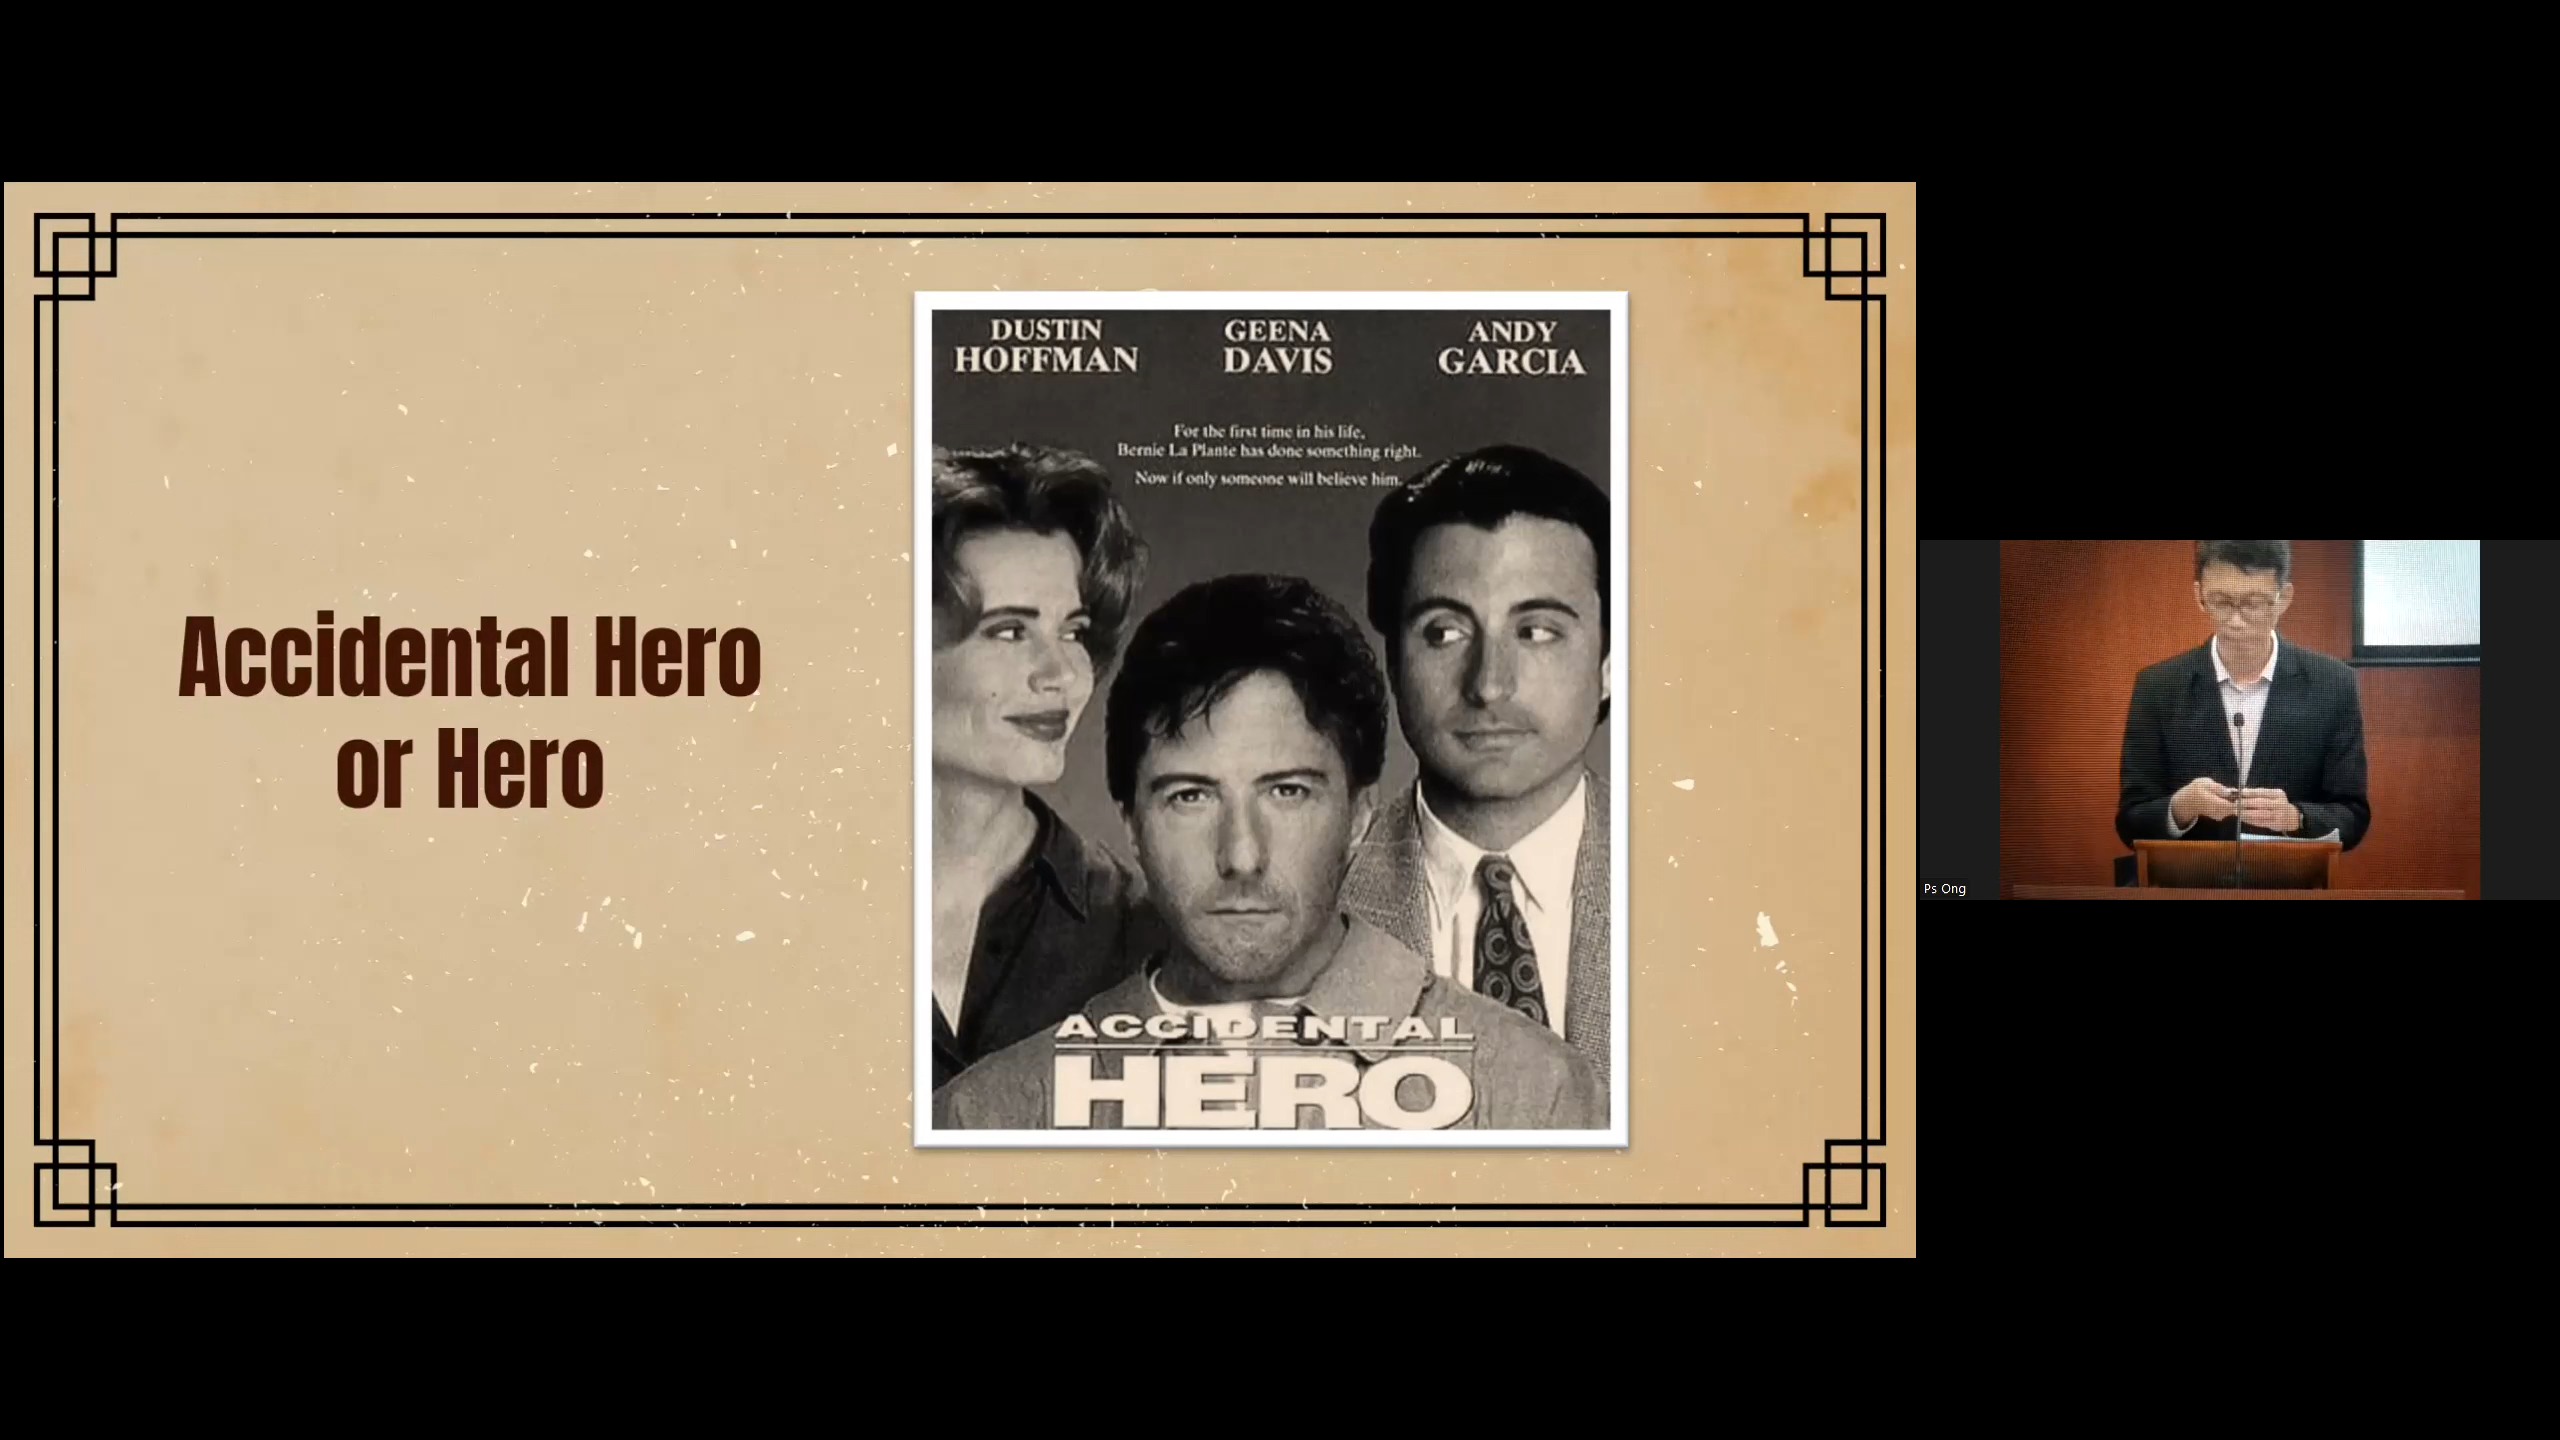 Accidental Hero
or Hero
DUSTIN HOFFMAN
GEENA DAVIS
ANDY GARCIA
For the first time in his life,
Bernie La Plante has done something right.
Now if only someone will believe him.
ACCIDENTAL
HERO
Ps Ong